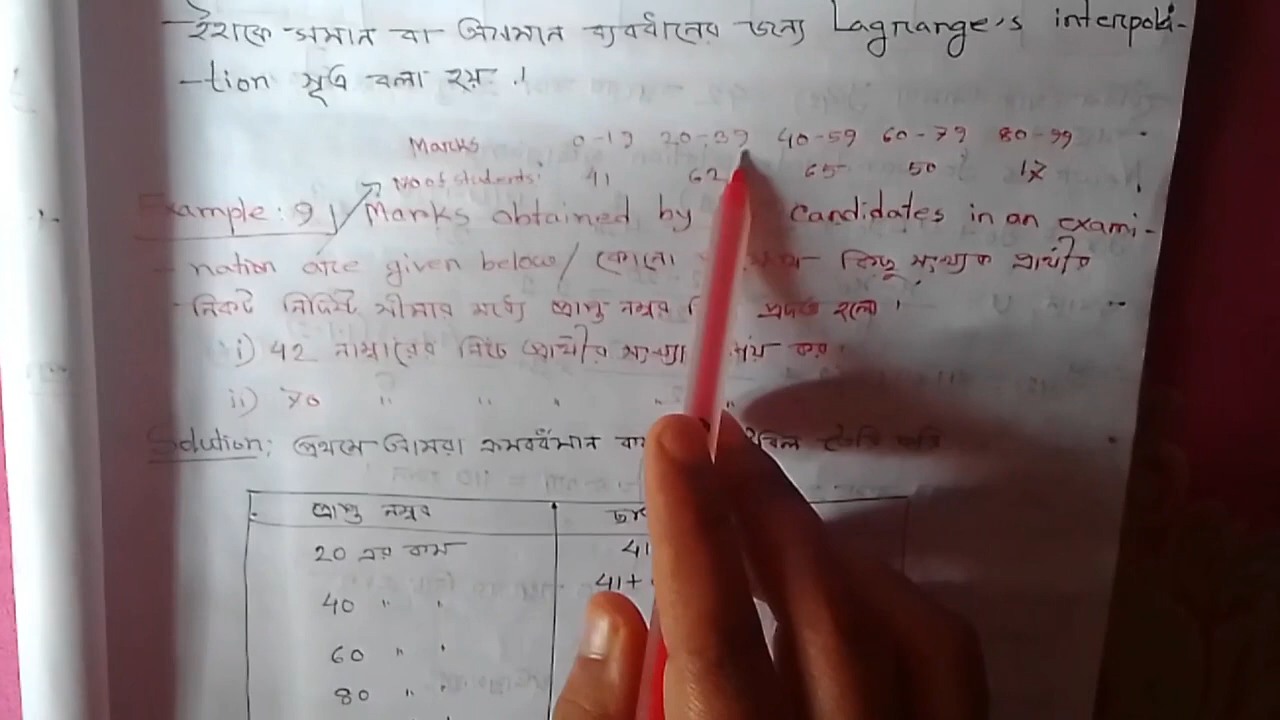 ইহাকে সমান বা অসমান ব্যবধানের জন্য Lagrange's interpola-
-tion সূত্র বলা হয় ।
Marks 0-19 20-39 40-59 60-79 80-99
No of students: 41 62 65 50 17
Example: 9) Marks obtained by candidates in an exami-
nation are given below/ কোনো কিছু সংখ্যক প্রার্থীর
নিকট নির্দিষ্ট সীমার মধ্যে প্রাপ্ত নম্বর প্রদত্ত হলো ।
i) 42 নাম্বারের নিচে প্রার্থীর সংখ্যা কর
ii) 70 " " " " "
Solution: প্রথমে আমরা ক্রমবর্ধমান তৈরি করি
প্রাপ্ত নম্বর
20 এর কম 41
40 " " 41+
60 " "
80 " "